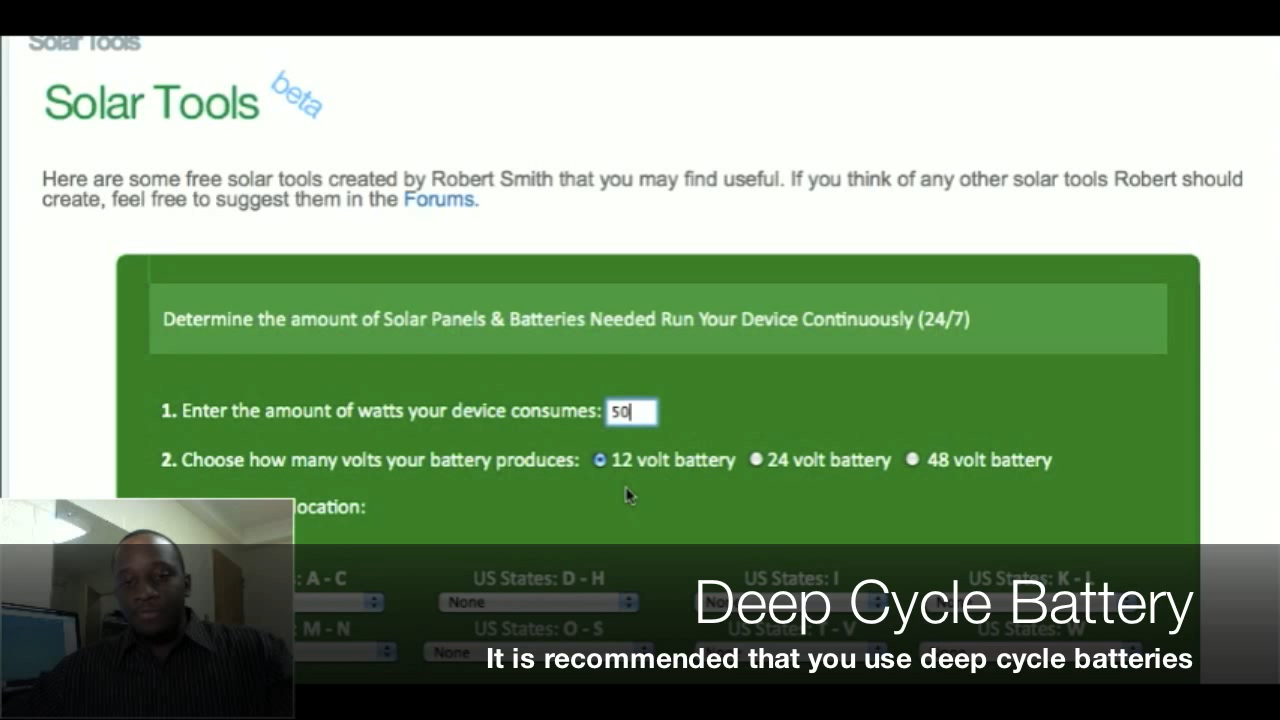 Solar Tools
Solar Tools beta
Here are some free solar tools created by Robert Smith that you may find useful. If you think of any other solar tools Robert should
create, feel free to suggest them in the Forums.
Determine the amount of Solar Panels & Batteries Needed Run Your Device Continuously (24/7)
1. Enter the amount of watts your device consumes: 50
2. Choose how many volts your battery produces: 12 volt battery 24 volt battery 48 volt battery
location:
: A - C US States: D - H US States: I US States: K - L
None
Deep Cycle Battery
: M - N US States: O - S T - V US States: W
None
It is recommended that you use deep cycle batteries